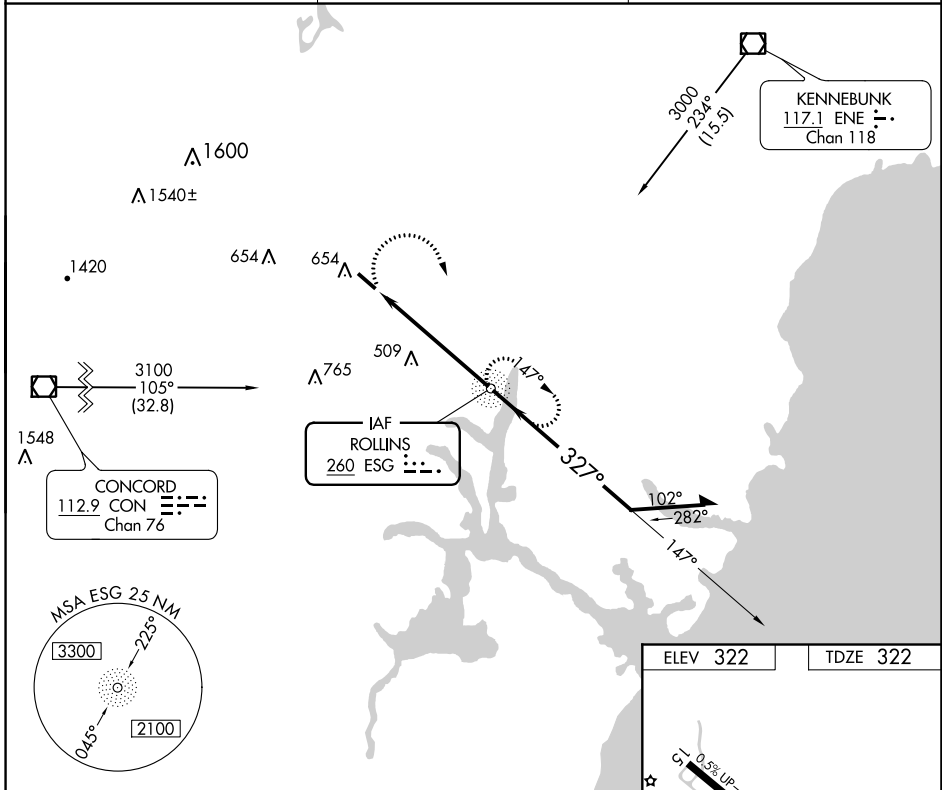 3000
234°
(15.5)
KENNEBUNK
117.1 ENE
Chan 118
1600
1540±
654
654
1420
509
765
3100
105°
(32.8)
147°
1548
CONCORD
112.9 CON
Chan 76
IAF
ROLLINS
260 ESG
327°
102°
282°
147°
MSA ESG 25 NM
3300
225°
045°
2100
ELEV 322
TDZE 322
15
0.5% UP